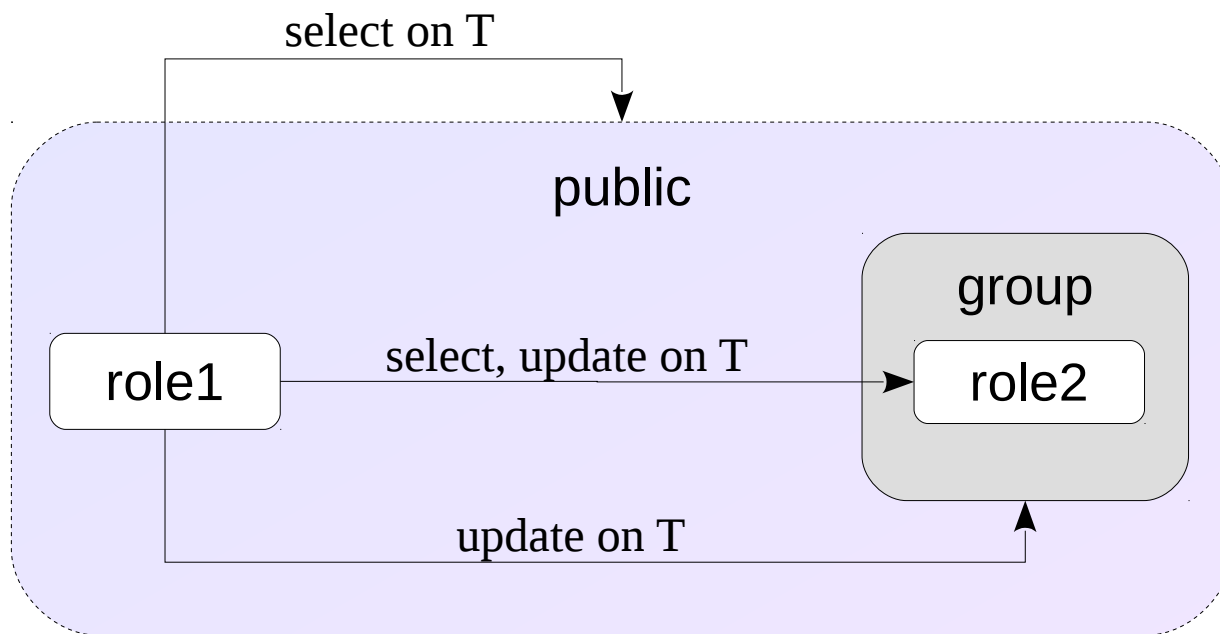 select on T
public
group
role1
select, update on T
role2
update on T